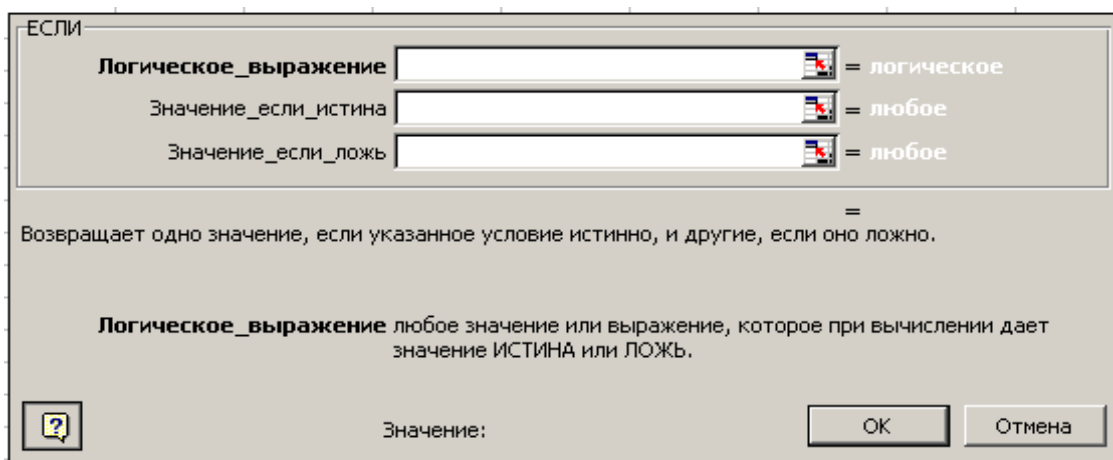 ЕСЛИ
Логическое_выражение = логическое
Значение_если_истина = любое
Значение_если_ложь = любое
=
Возвращает одно значение, если указанное условие истинно, и другие, если оно ложно.
Логическое_выражение любое значение или выражение, которое при вычислении дает
значение ИСТИНА или ЛОЖЬ.
? Значение: OK Отмена